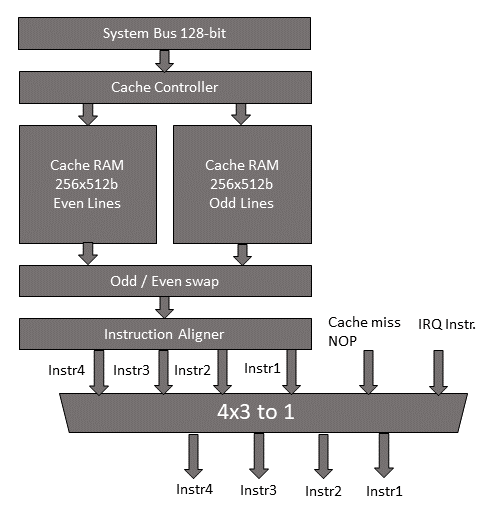 System Bus 128-bit
Cache Controller
Cache RAM
256x512b
Even Lines
Cache RAM
256x512b
Odd Lines
Odd / Even swap
Instruction Aligner
Cache miss
NOP
IRQ Instr.
Instr4
Instr3
Instr2
Instr1
4x3 to 1
Instr4
Instr3
Instr2
Instr1